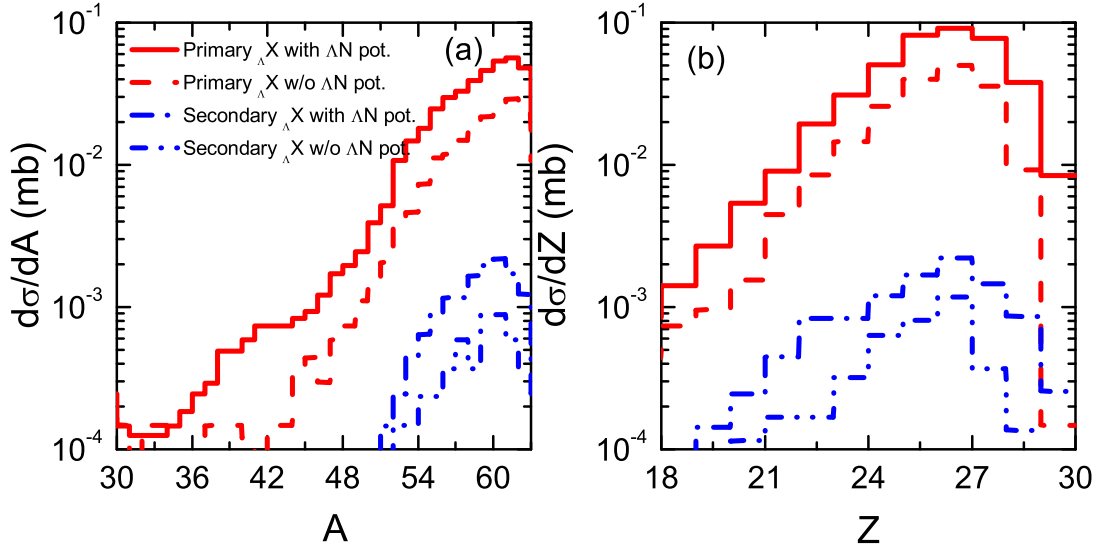 10⁻¹
10⁻²
10⁻³
10⁻⁴
dσ/dA (mb)
30 36 42 48 54 60
A
(a)
Primary ΛX with ΛN pot.
Primary ΛX w/o ΛN pot.
Secondary ΛX with ΛN pot.
Secondary ΛX w/o ΛN pot.
10⁻¹
10⁻²
10⁻³
10⁻⁴
dσ/dZ (mb)
18 21 24 27 30
Z
(b)